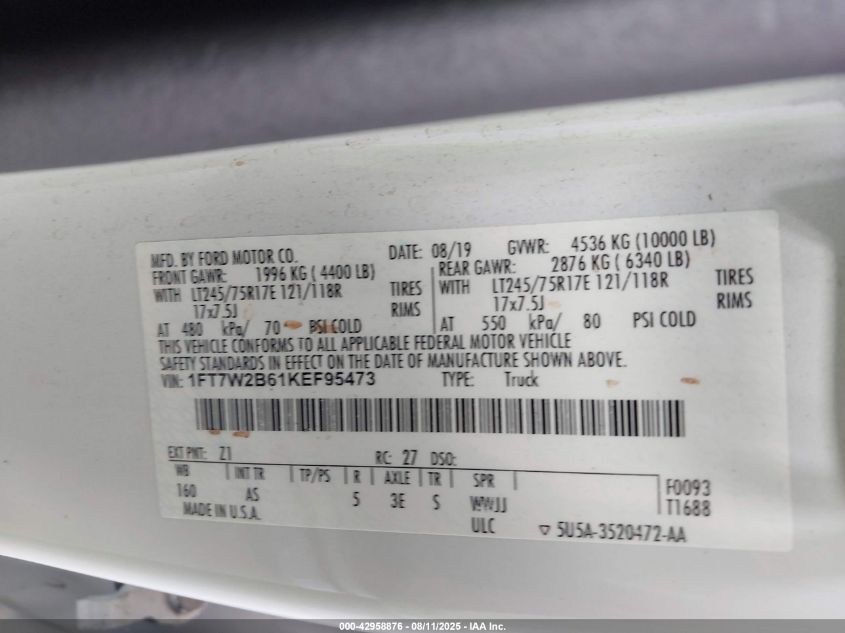 MFD. BY FORD MOTOR CO. DATE: 08/19 GVWR: 4536 KG (10000 LB)
FRONT GAWR: 1996 KG ( 4400 LB) REAR GAWR: 2876 KG ( 6340 LB)
WITH LT245/75R17E 121/118R TIRES WITH LT245/75R17E 121/118R TIRES
17x7.5J RIMS 17x7.5J RIMS
AT 480 kPa/ 70 PSI COLD AT 550 kPa/ 80 PSI COLD
THIS VEHICLE CONFORMS TO ALL APPLICABLE FEDERAL MOTOR VEHICLE
SAFETY STANDARDS IN EFFECT ON THE DATE OF MANUFACTURE SHOWN ABOVE.
VIN: 1FT7W2B61KEF95473 TYPE: Truck
EXT PNT: Z1 RC: 27 DSO:
WB INT TR TP/PS R AXLE TR SPR F0093
160 AS 5 3E S WWJJ T1688
MADE IN U.S.A. ULC 5U5A-3520472-AA
000-42958876 - 08/11/2025 - IAA Inc.